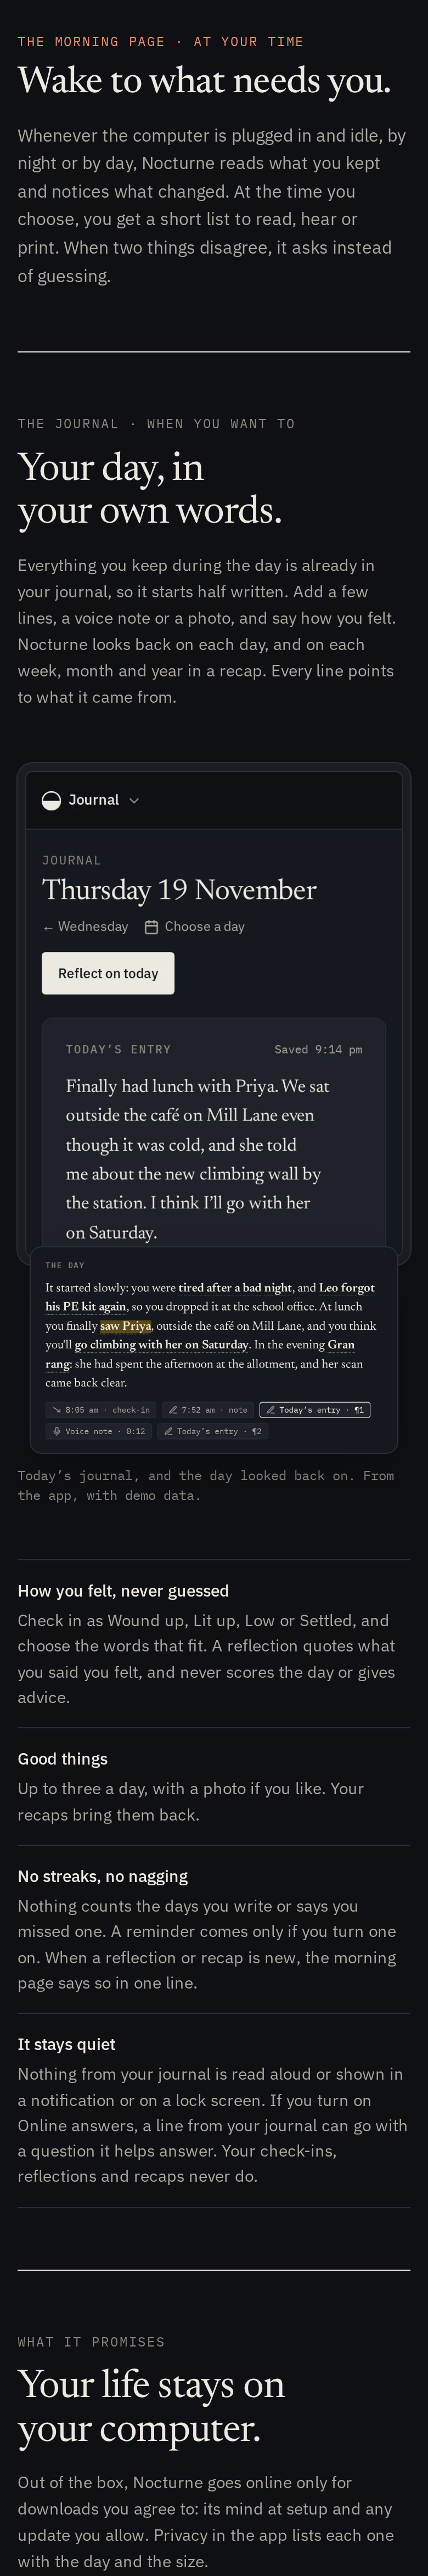 THE MORNING PAGE · AT YOUR TIME
Wake to what needs you.
Whenever the computer is plugged in and idle, by
night or by day, Nocturne reads what you kept
and notices what changed. At the time you
choose, you get a short list to read, hear or
print. When two things disagree, it asks instead
of guessing.
THE JOURNAL · WHEN YOU WANT TO
Your day, in
your own words.
Everything you keep during the day is already in
your journal, so it starts half written. Add a few
lines, a voice note or a photo, and say how you felt.
Nocturne looks back on each day, and on each
week, month and year in a recap. Every line points
to what it came from.
Journal
JOURNAL
Thursday 19 November
← Wednesday Choose a day
Reflect on today
TODAY’S ENTRY Saved 9:14 pm
Finally had lunch with Priya. We sat
outside the café on Mill Lane even
though it was cold, and she told
me about the new climbing wall by
the station. I think I’ll go with her
on Saturday.
THE DAY
It started slowly: you were tired after a bad night, and Leo forgot
his PE kit again, so you dropped it at the school office. At lunch
you finally saw Priya, outside the café on Mill Lane, and you think
you’ll go climbing with her on Saturday. In the evening Gran
rang: she had spent the afternoon at the allotment, and her scan
came back clear.
8:05 am · check-in 7:52 am · note Today’s entry · ¶1
Voice note · 0:12 Today’s entry · ¶2
Today’s journal, and the day looked back on. From
the app, with demo data.
How you felt, never guessed
Check in as Wound up, Lit up, Low or Settled, and
choose the words that fit. A reflection quotes what
you said you felt, and never scores the day or gives
advice.
Good things
Up to three a day, with a photo if you like. Your
recaps bring them back.
No streaks, no nagging
Nothing counts the days you write or says you
missed one. A reminder comes only if you turn one
on. When a reflection or recap is new, the morning
page says so in one line.
It stays quiet
Nothing from your journal is read aloud or shown in
a notification or on a lock screen. If you turn on
Online answers, a line from your journal can go with
a question it helps answer. Your check-ins,
reflections and recaps never do.
WHAT IT PROMISES
Your life stays on
your computer.
Out of the box, Nocturne goes online only for
downloads you agree to: its mind at setup and any
update you allow. Privacy in the app lists each one
with the day and the size.